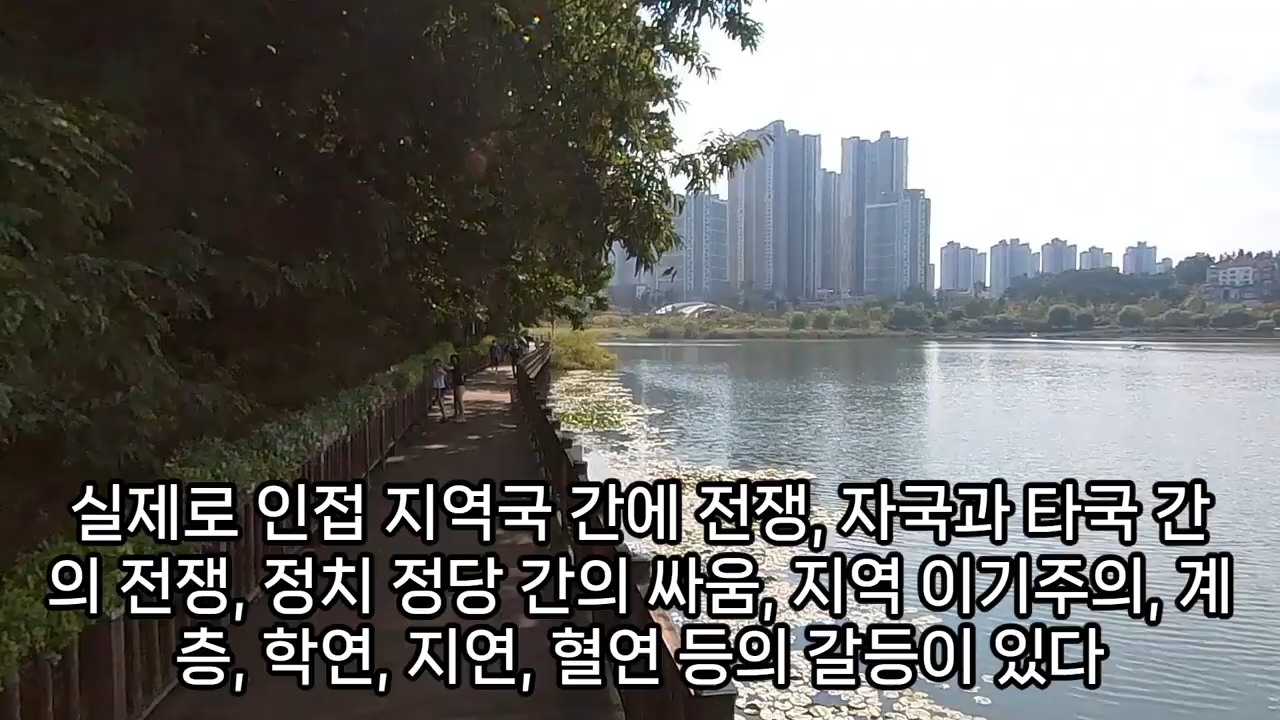 실제로 인접 지역국 간에 전쟁, 자국과 타국 간
의 전쟁, 정치 정당 간의 싸움, 지역 이기주의, 계
층, 학연, 지연, 혈연 등의 갈등이 있다